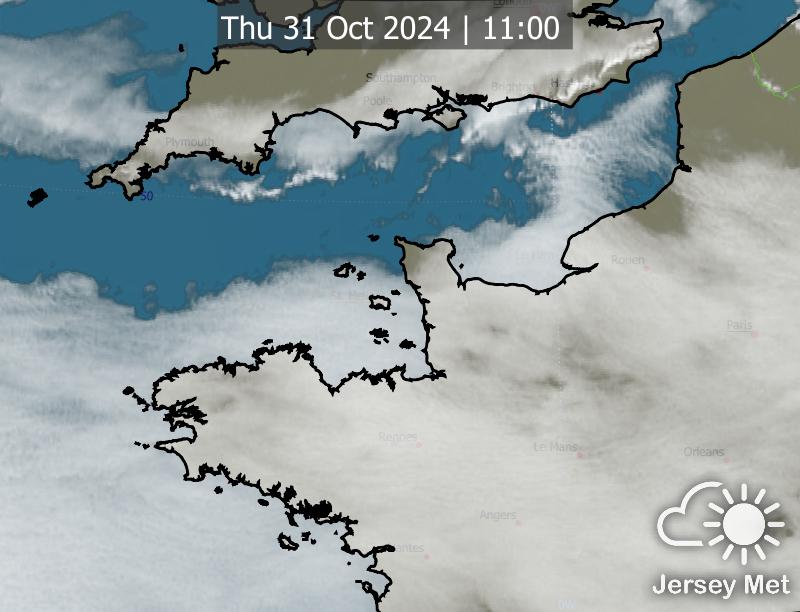 London
Thu 31 Oct 2024 | 11:00
Southampton
Brighton
Poole
Plymouth
50
Rouen
Paris
Rennes
Le Mans
Orleans
Angers
Nantes
Jersey Met